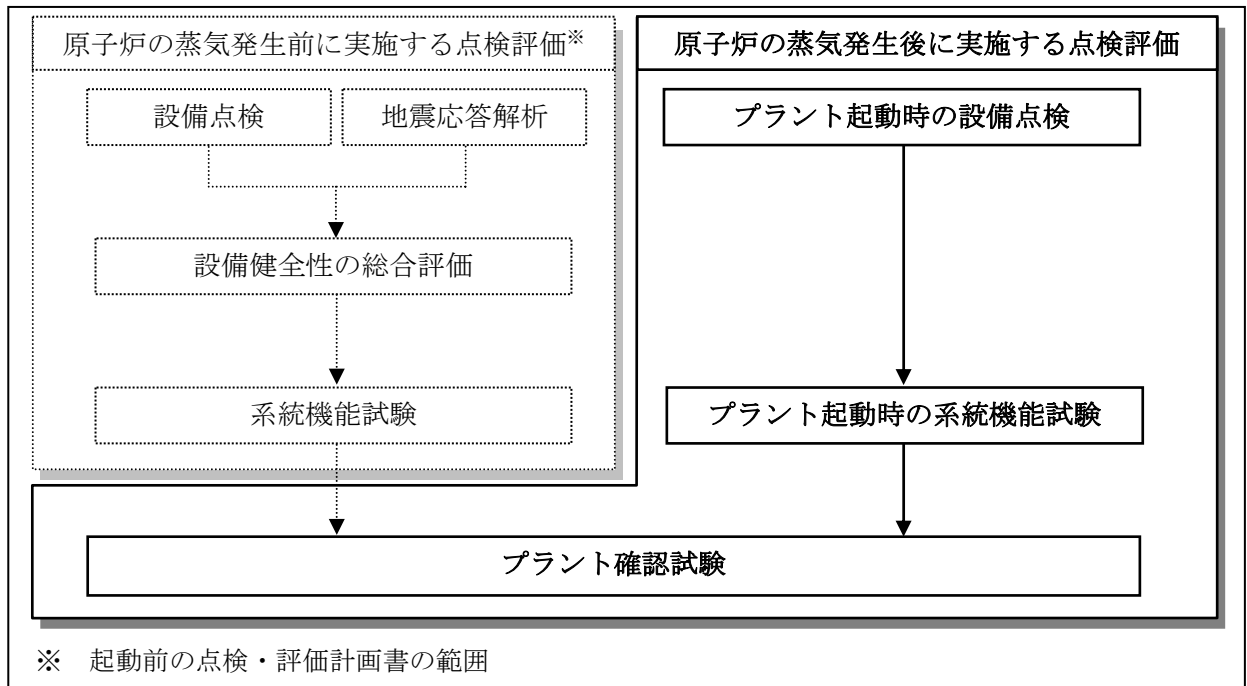 原子炉の蒸気発生前に実施する点検評価※
設備点検
地震応答解析
設備健全性の総合評価
系統機能試験
原子炉の蒸気発生後に実施する点検評価
プラント起動時の設備点検
プラント起動時の系統機能試験
プラント確認試験
※ 起動前の点検・評価計画書の範囲